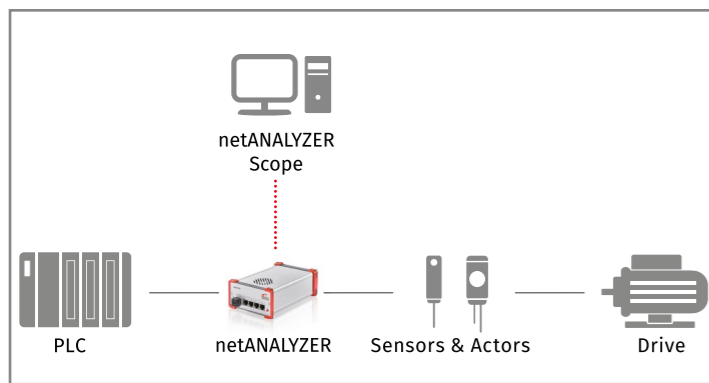 netANALYZER
Scope
PLC
netANALYZER
Sensors & Actors
Drive